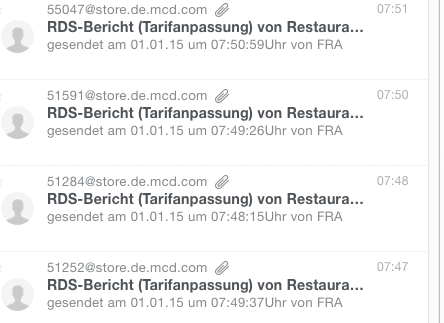 55047@store.de.mcd.com 07:51
RDS-Bericht (Tarifanpassung) von Restaura...
gesendet am 01.01.15 um 07:50:59Uhr von FRA
51591@store.de.mcd.com 07:50
RDS-Bericht (Tarifanpassung) von Restaura...
gesendet am 01.01.15 um 07:49:26Uhr von FRA
51284@store.de.mcd.com 07:48
RDS-Bericht (Tarifanpassung) von Restaura...
gesendet am 01.01.15 um 07:48:15Uhr von FRA
51252@store.de.mcd.com 07:47
RDS-Bericht (Tarifanpassung) von Restaura...
gesendet am 01.01.15 um 07:49:37Uhr von FRA